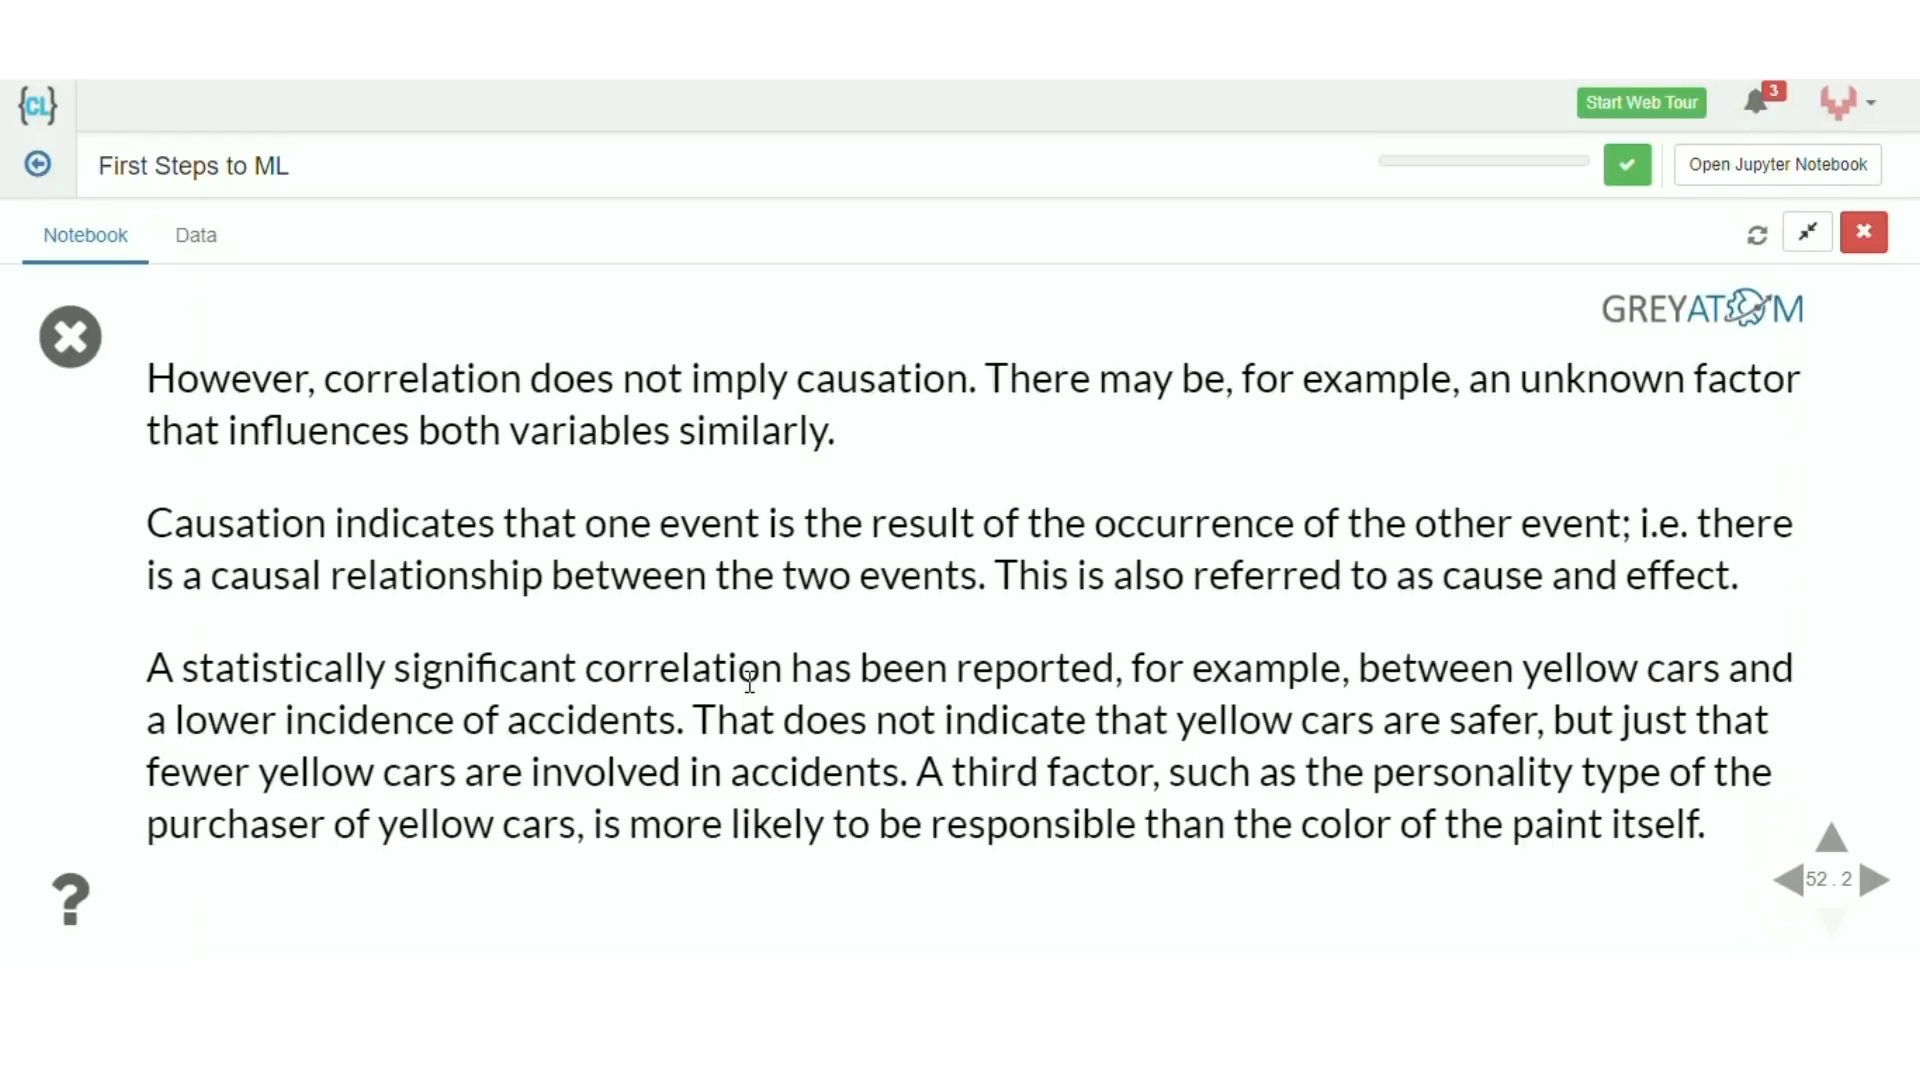 {CL}
Start Web Tour
3
First Steps to ML
Open Jupyter Notebook
Notebook
Data
GREYATOM
However, correlation does not imply causation. There may be, for example, an unknown factor
that influences both variables similarly.
Causation indicates that one event is the result of the occurrence of the other event; i.e. there
is a causal relationship between the two events. This is also referred to as cause and effect.
A statistically significant correlation has been reported, for example, between yellow cars and
a lower incidence of accidents. That does not indicate that yellow cars are safer, but just that
fewer yellow cars are involved in accidents. A third factor, such as the personality type of the
purchaser of yellow cars, is more likely to be responsible than the color of the paint itself.
52 . 2
?